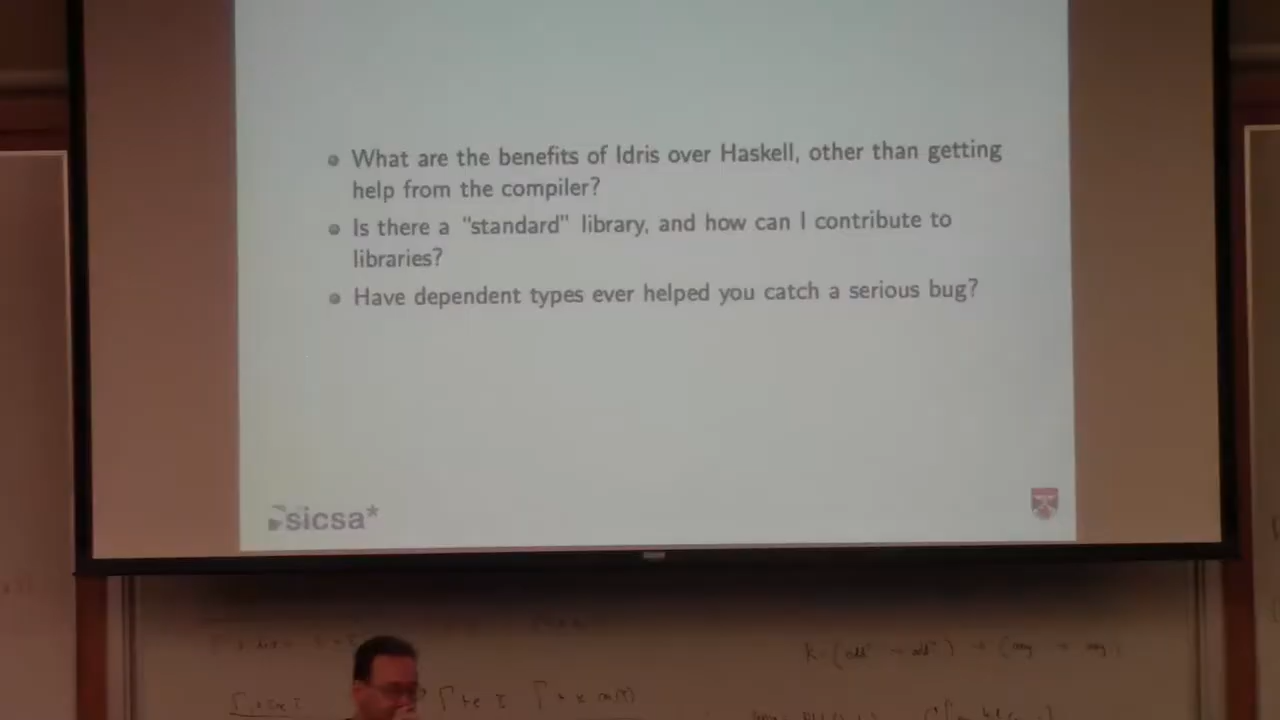 What are the benefits of Idris over Haskell, other than getting
help from the compiler?
Is there a "standard" library, and how can I contribute to
libraries?
Have dependent types ever helped you catch a serious bug?
sicsa*